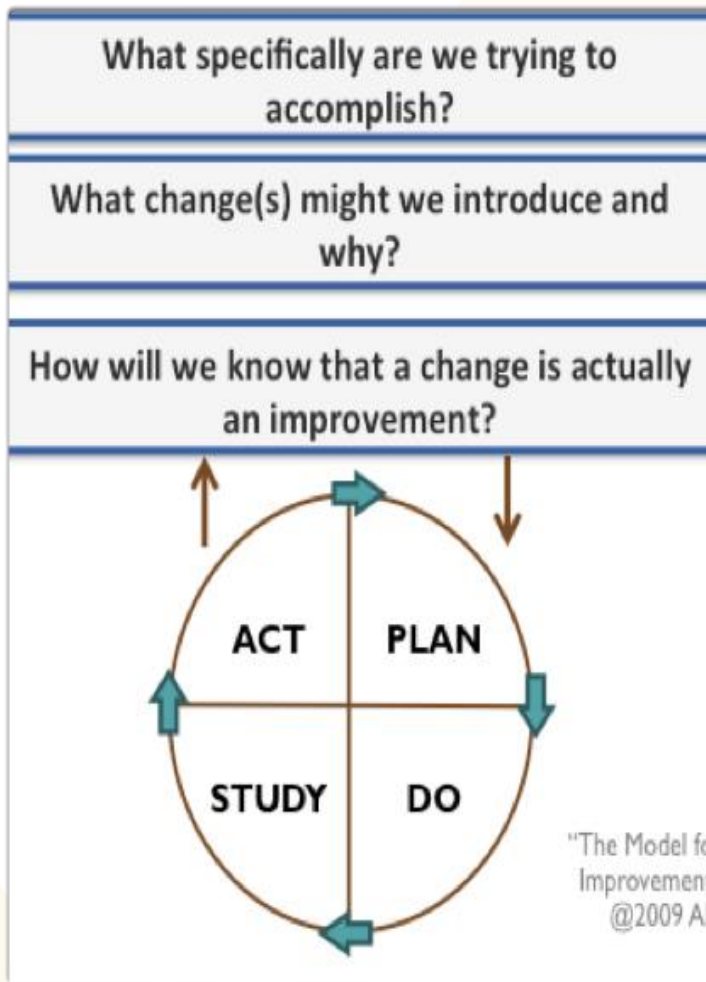 What specifically are we trying to
accomplish?
What change(s) might we introduce and
why?
How will we know that a change is actually
an improvement?
ACT
PLAN
STUDY
DO
"The Model fo
Improvement
@2009 A